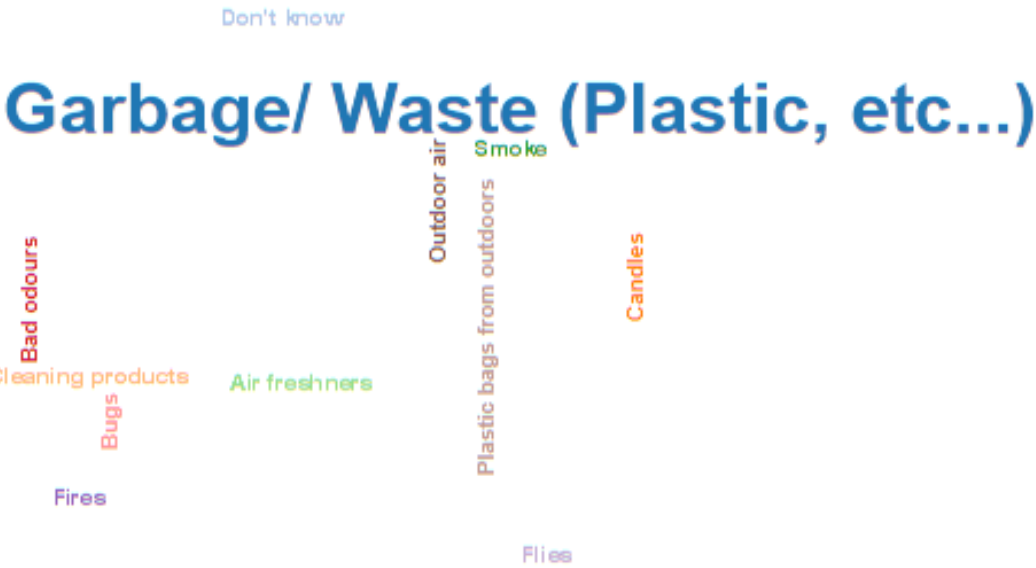 Don't know
Garbage/ Waste (Plastic, etc...)
Outdoor air
Smoke
Plastic bags from outdoors
Candles
Bad odours
Cleaning products
Air freshners
Bugs
Fires
Flies